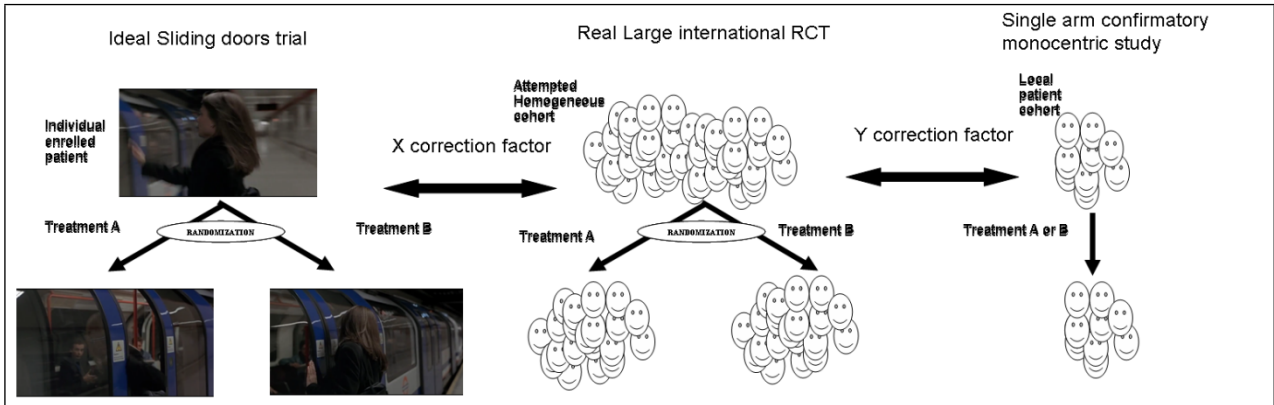 Ideal Sliding doors trial
Individual
enrolled
patient
Treatment A
RANDOMIZATION
Treatment B
X correction factor
Real Large international RCT
Attempted
Homogeneous
cohort
Treatment A
RANDOMIZATION
Treatment B
Y correction factor
Single arm confirmatory
monocentric study
Local
patient
cohort
Treatment A or B